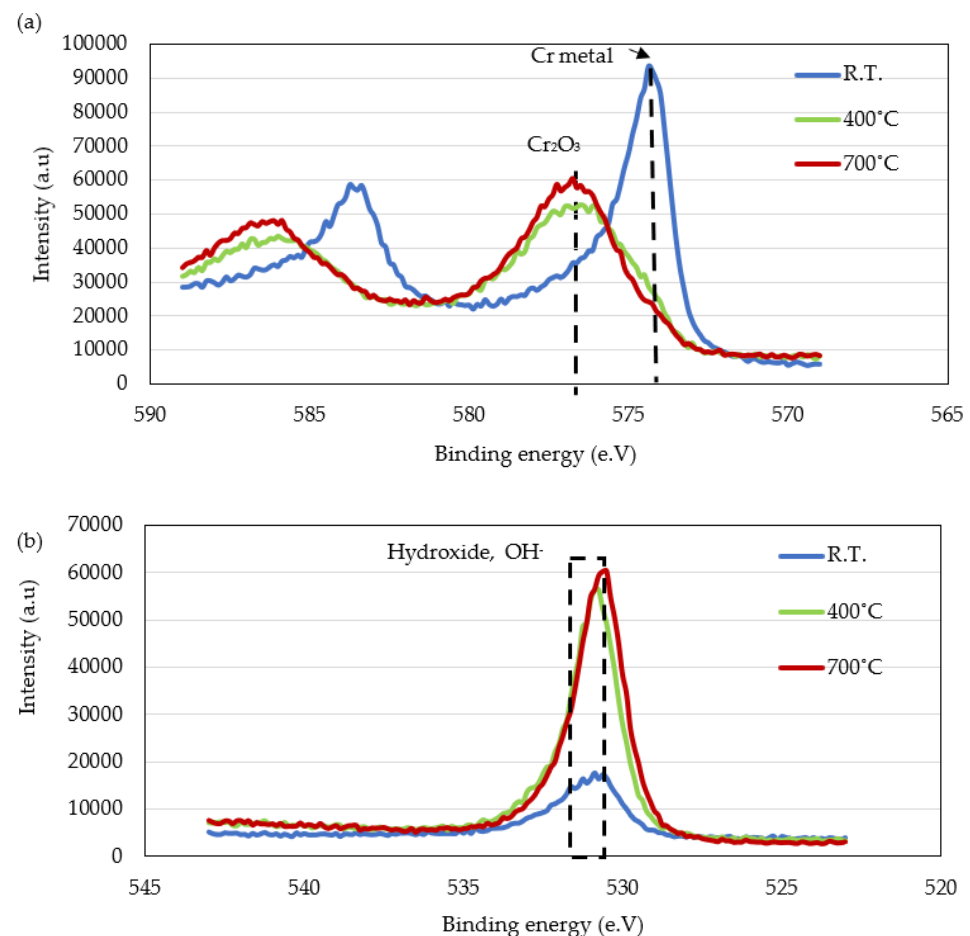 (a)
100000
90000
80000
70000
60000
50000
40000
30000
20000
10000
0
Intensity (a.u)
Cr metal
Cr₂O₃
R.T.
400˚C
700˚C
590 585 580 575 570 565
Binding energy (e.V)
(b)
70000
60000
50000
40000
30000
20000
10000
0
Intensity (a.u)
Hydroxide, OH-
R.T.
400˚C
700˚C
545 540 535 530 525 520
Binding energy (e.V)